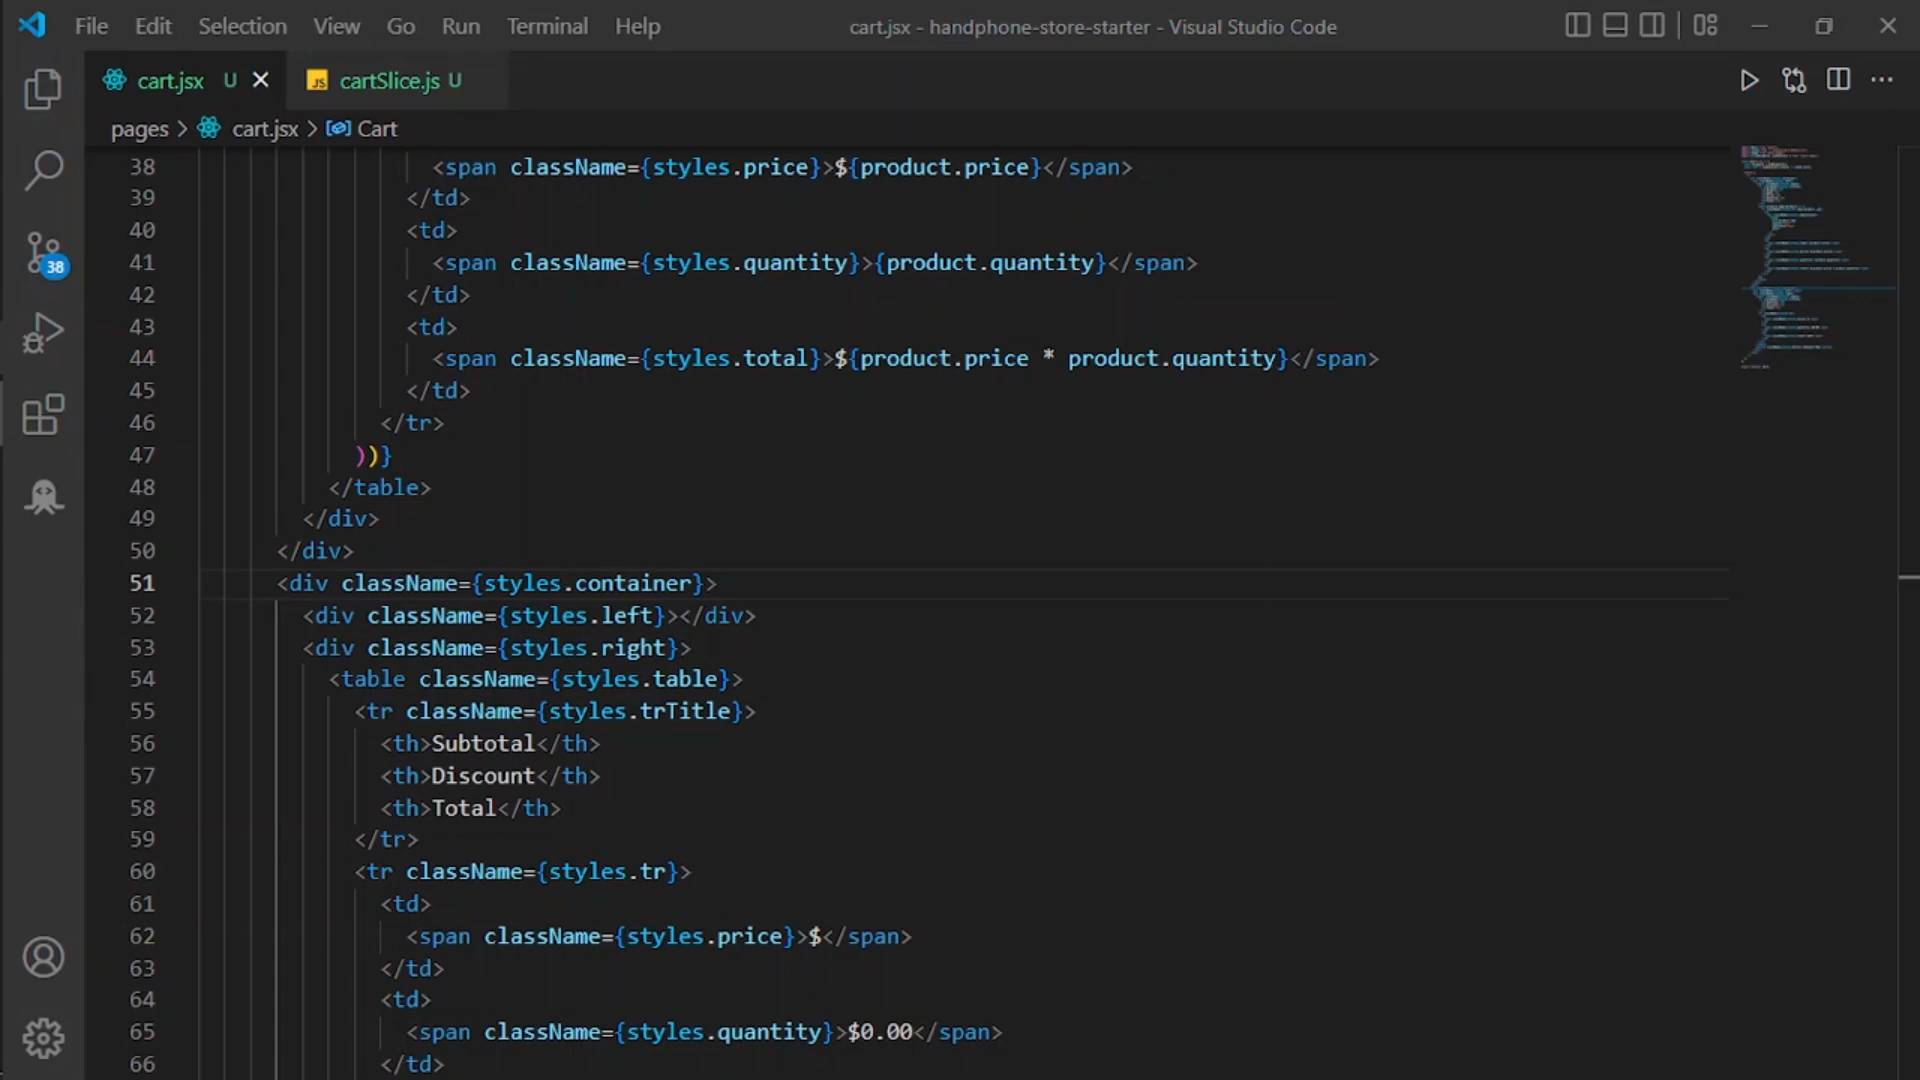 File Edit Selection View Go Run Terminal Help cart.jsx - handphone-store-starter - Visual Studio Code
cart.jsx U JS cartSlice.js U
pages > cart.jsx > Cart
38 <span className={styles.price}>${product.price}</span>
39 </td>
40 <td>
41 <span className={styles.quantity}>{product.quantity}</span>
42 </td>
43 <td>
44 <span className={styles.total}>${product.price * product.quantity}</span>
45 </td>
46 </tr>
47 ))}
48 </table>
49 </div>
50 </div>
51 <div className={styles.container}>
52 <div className={styles.left}></div>
53 <div className={styles.right}>
54 <table className={styles.table}>
55 <tr className={styles.trTitle}>
56 <th>Subtotal</th>
57 <th>Discount</th>
58 <th>Total</th>
59 </tr>
60 <tr className={styles.tr}>
61 <td>
62 <span className={styles.price}>$</span>
63 </td>
64 <td>
65 <span className={styles.quantity}>$0.00</span>
66 </td>
38